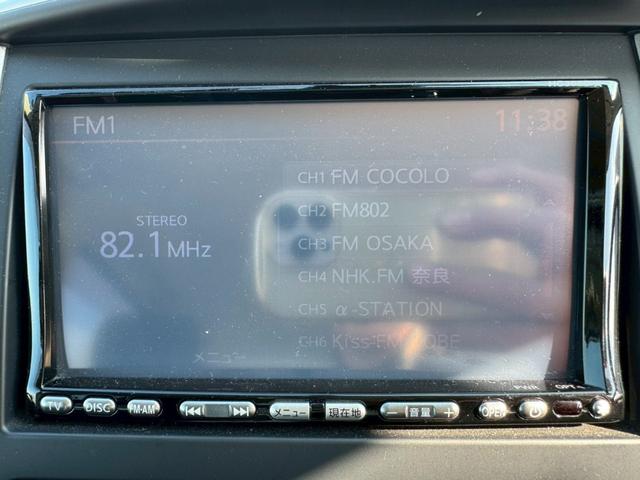 FM1
11:38
CH1 FM COCOLO
CH2 FM802
CH3 FM OSAKA
CH4 NHK.FM 奈良
CH5 α-STATION
CH6 Kiss-FM KOBE
STEREO
82.1MHz
メニュー
TV DISC FM•AM メニュー 現在地 − 音量 + OPEN